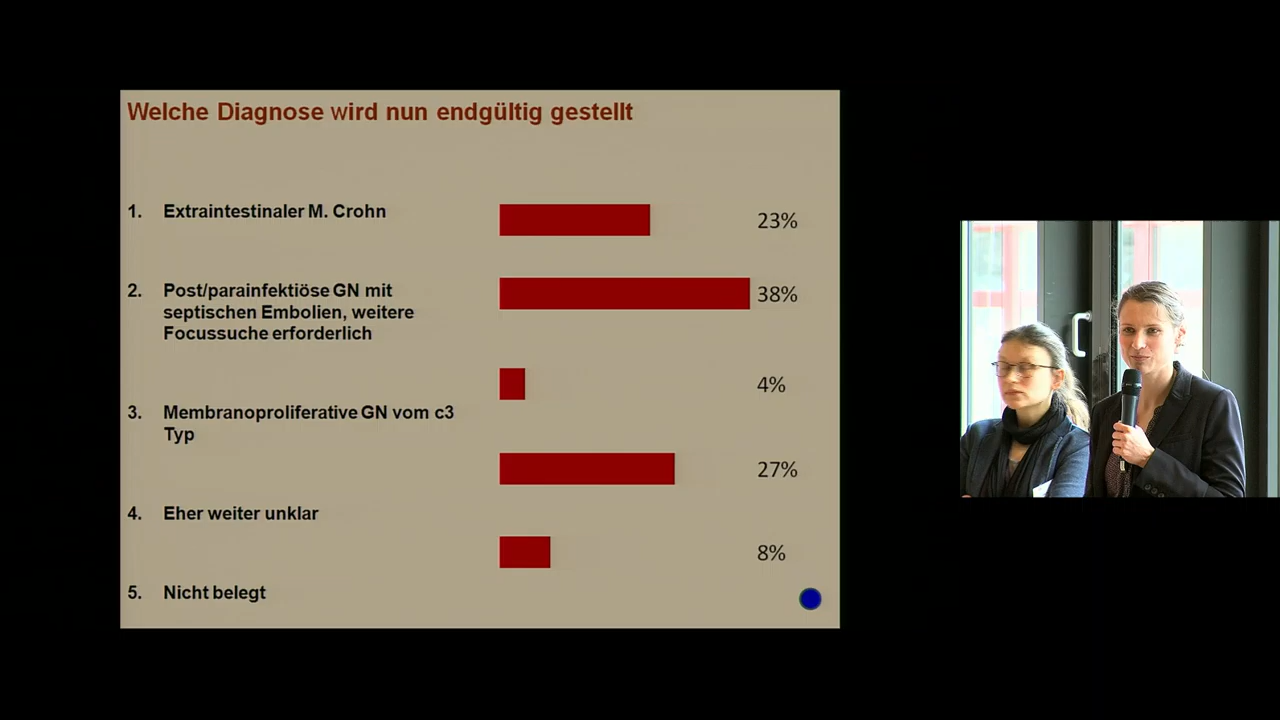 Welche Diagnose wird nun endgültig gestellt
1. Extraintestinaler M. Crohn
23%
2. Post/parainfektiöse GN mit
septischen Embolien, weitere
Focussuche erforderlich
38%
4%
3. Membranoproliferative GN vom c3
Typ
27%
4. Eher weiter unklar
8%
5. Nicht belegt